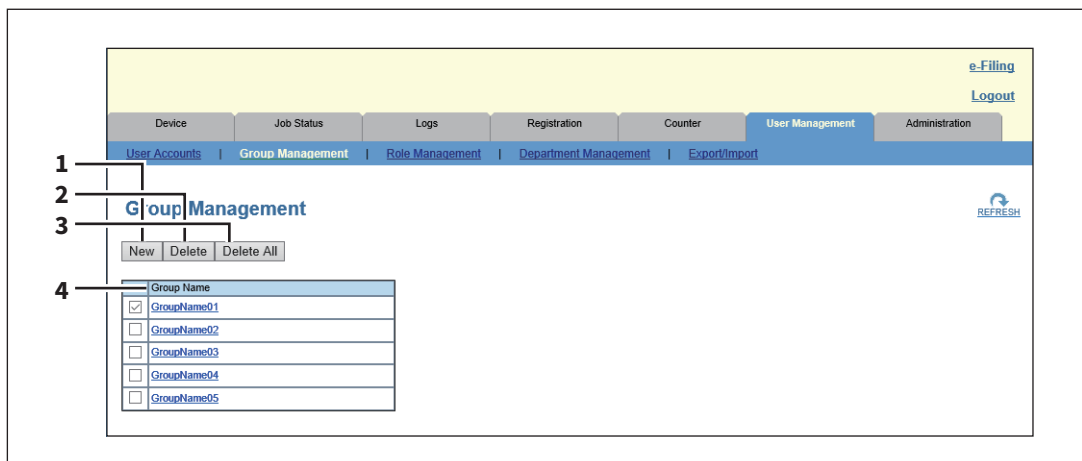 e-Filing
Logout
Device Job Status Logs Registration Counter User Management Administration
User Accounts | Group Management | Role Management | Department Management | Export/Import
1
2
3
Group Management
REFRESH
New Delete Delete All
4
Group Name
GroupName01
GroupName02
GroupName03
GroupName04
GroupName05